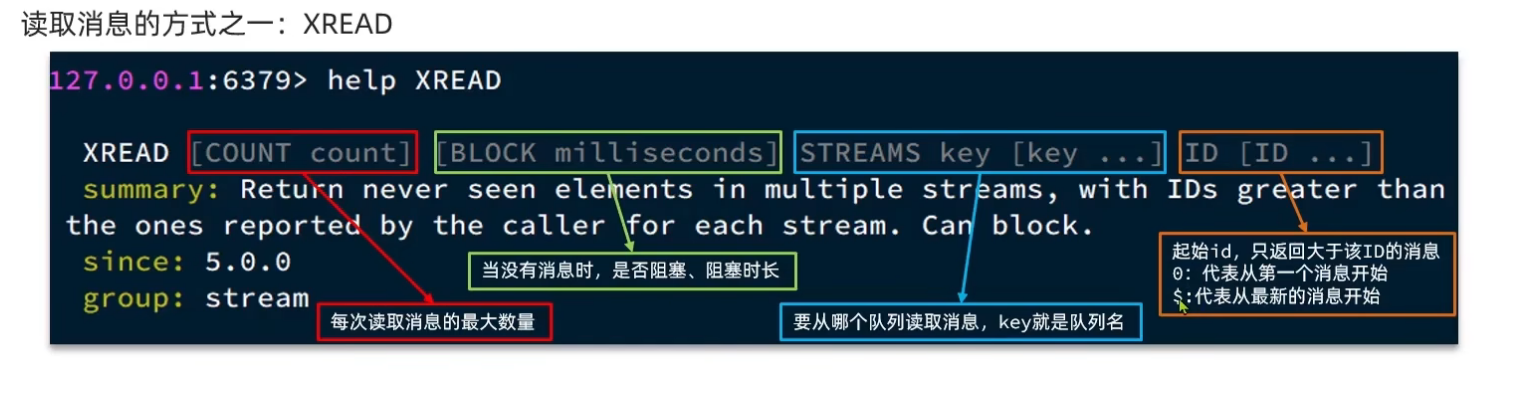 读取消息的方式之一：XREAD
127.0.0.1:6379> help XREAD
XREAD [COUNT count] [BLOCK milliseconds] STREAMS key [key ...] ID [ID ...]
summary: Return never seen elements in multiple streams, with IDs greater than
the ones reported by the caller for each stream. Can block.
since: 5.0.0
group: stream
当没有消息时，是否阻塞、阻塞时长
每次读取消息的最大数量
要从哪个队列读取消息，key就是队列名
起始id，只返回大于该ID的消息
0：代表从第一个消息开始
$:代表从最新的消息开始